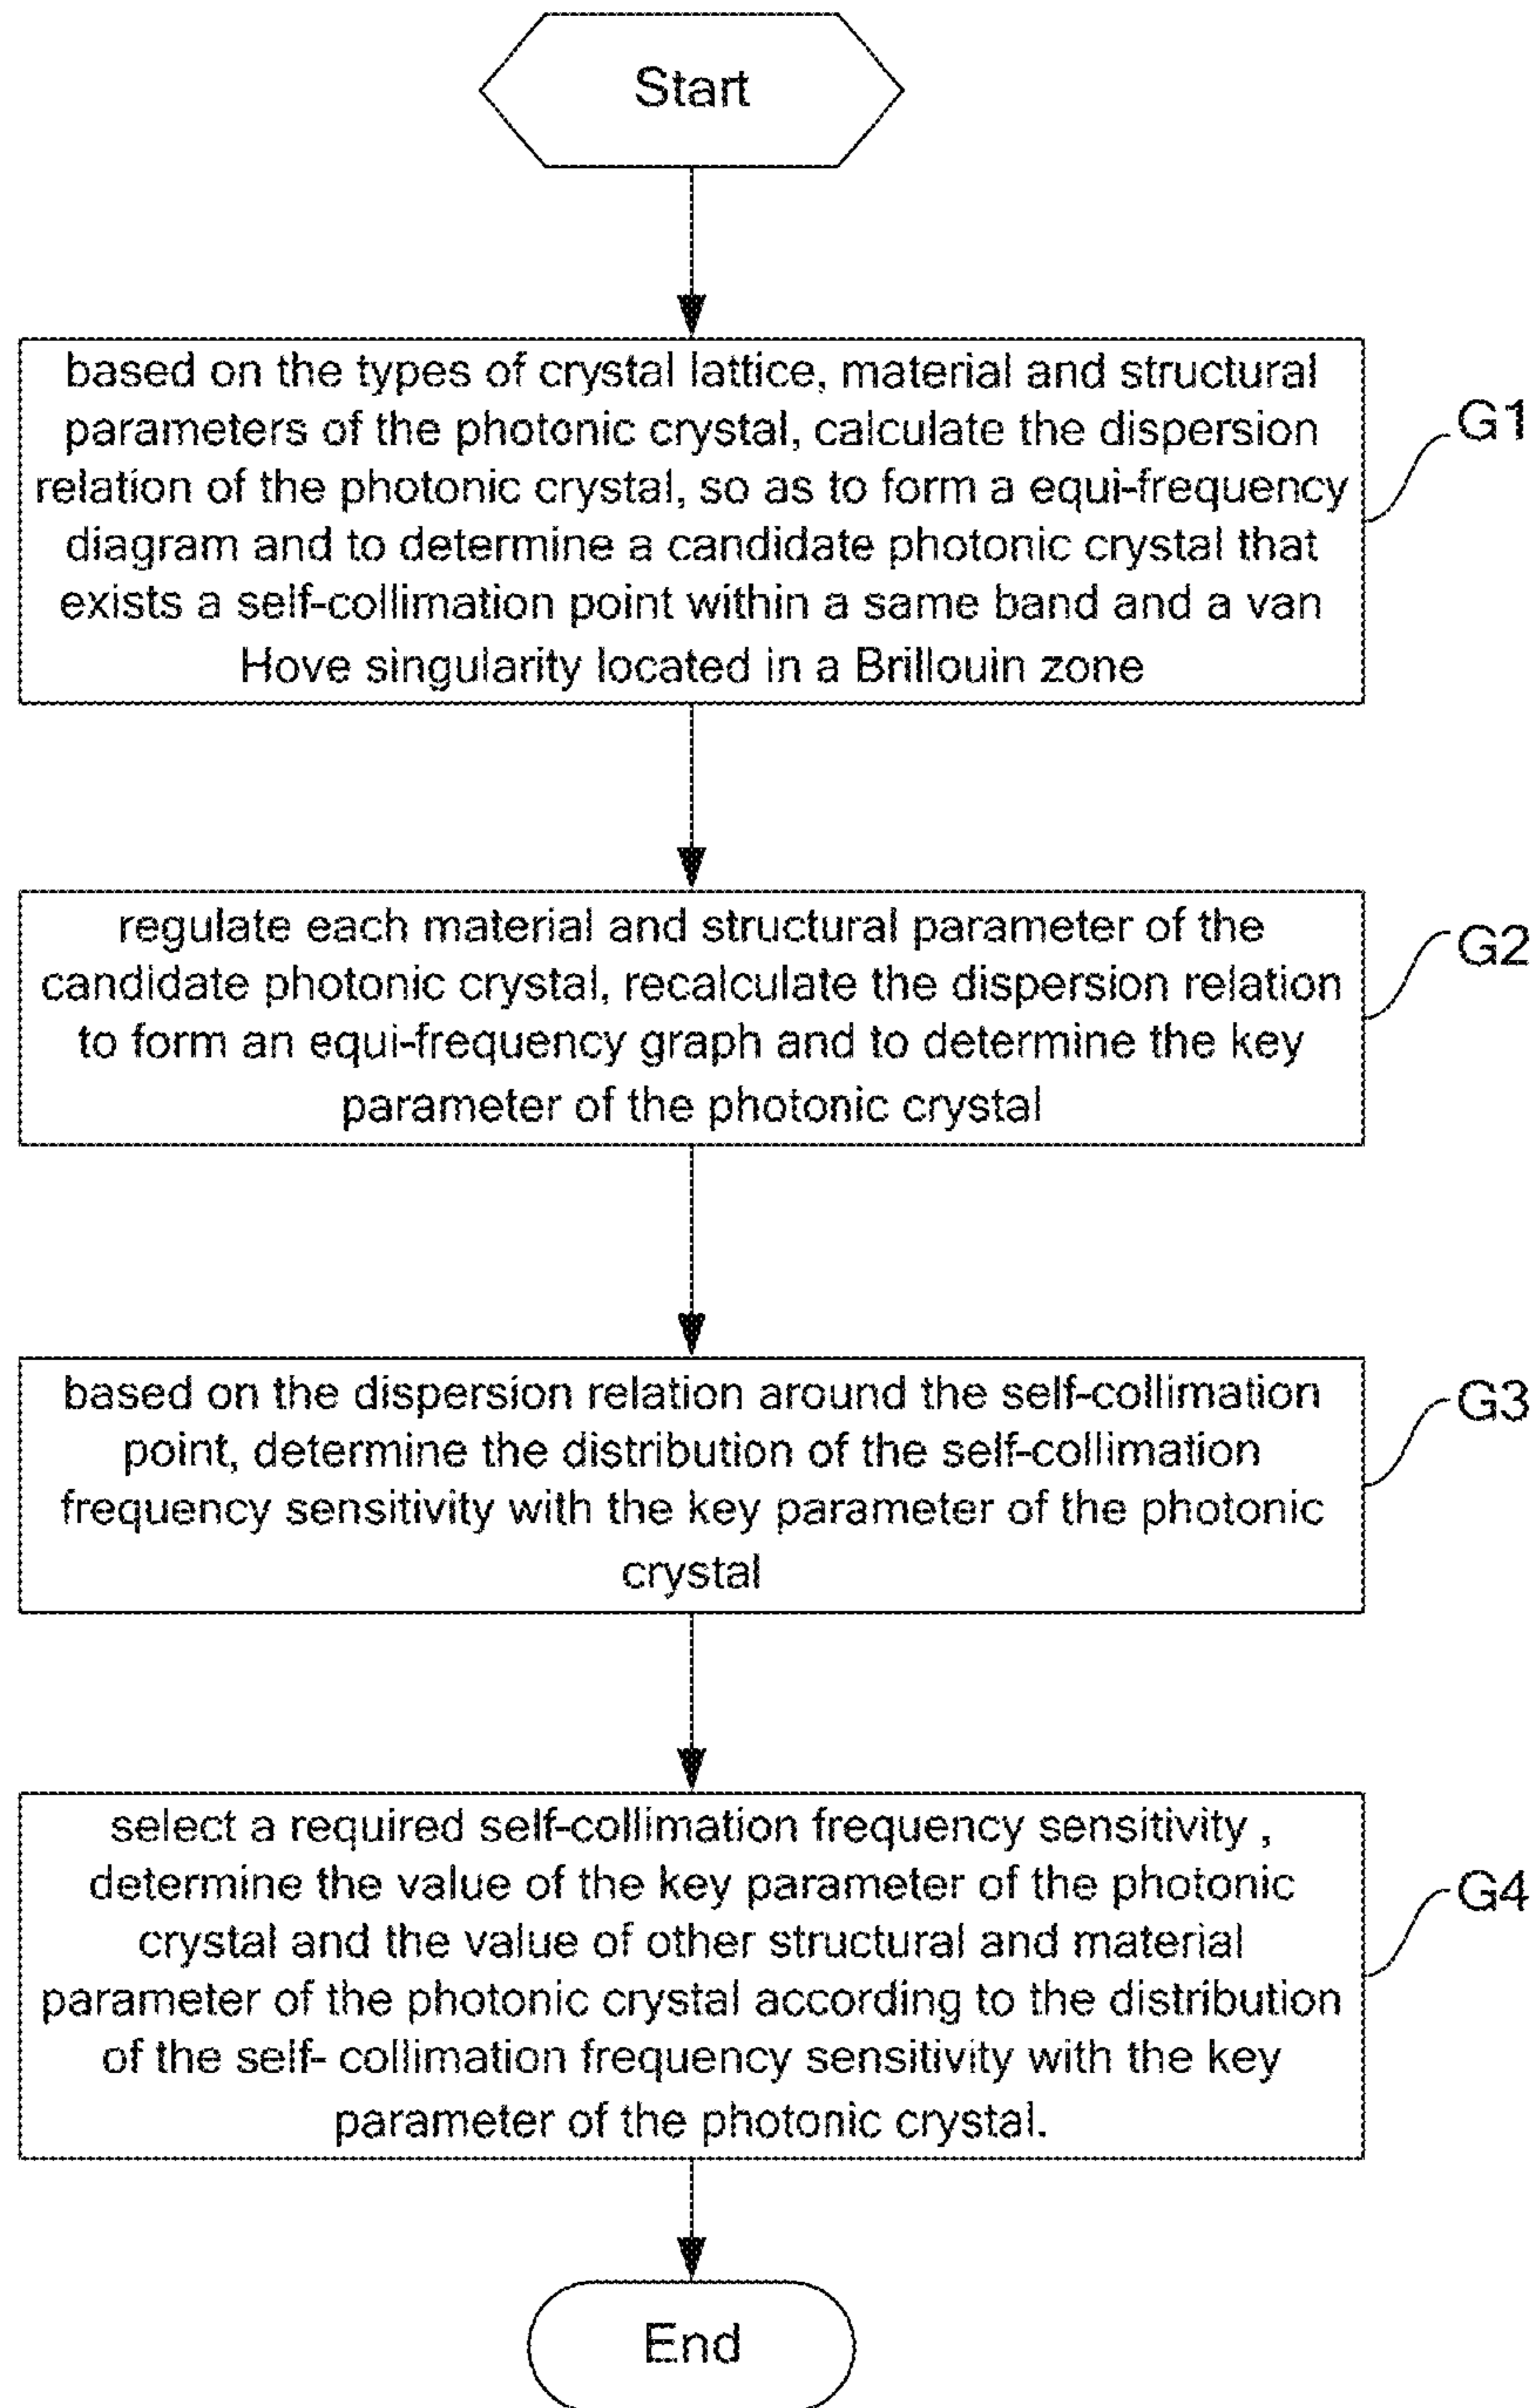 Start
based on the types of crystal lattice, material and structural
parameters of the photonic crystal, calculate the dispersion
relation of the photonic crystal, so as to form a equi-frequency
diagram and to determine a candidate photonic crystal that
exists a self-collimation point within a same band and a van
Hove singularity located in a Brillouin zone
G1
regulate each material and structural parameter of the
candidate photonic crystal, recalculate the dispersion relation
to form an equi-frequency graph and to determine the key
parameter of the photonic crystal
G2
based on the dispersion relation around the self-collimation
point, determine the distribution of the self-collimation
frequency sensitivity with the key parameter of the photonic
crystal
G3
select a required self-collimation frequency sensitivity ,
determine the value of the key parameter of the photonic
crystal and the value of other structural and material
parameter of the photonic crystal according to the distribution
of the self- collimation frequency sensitivity with the key
parameter of the photonic crystal.
G4
End